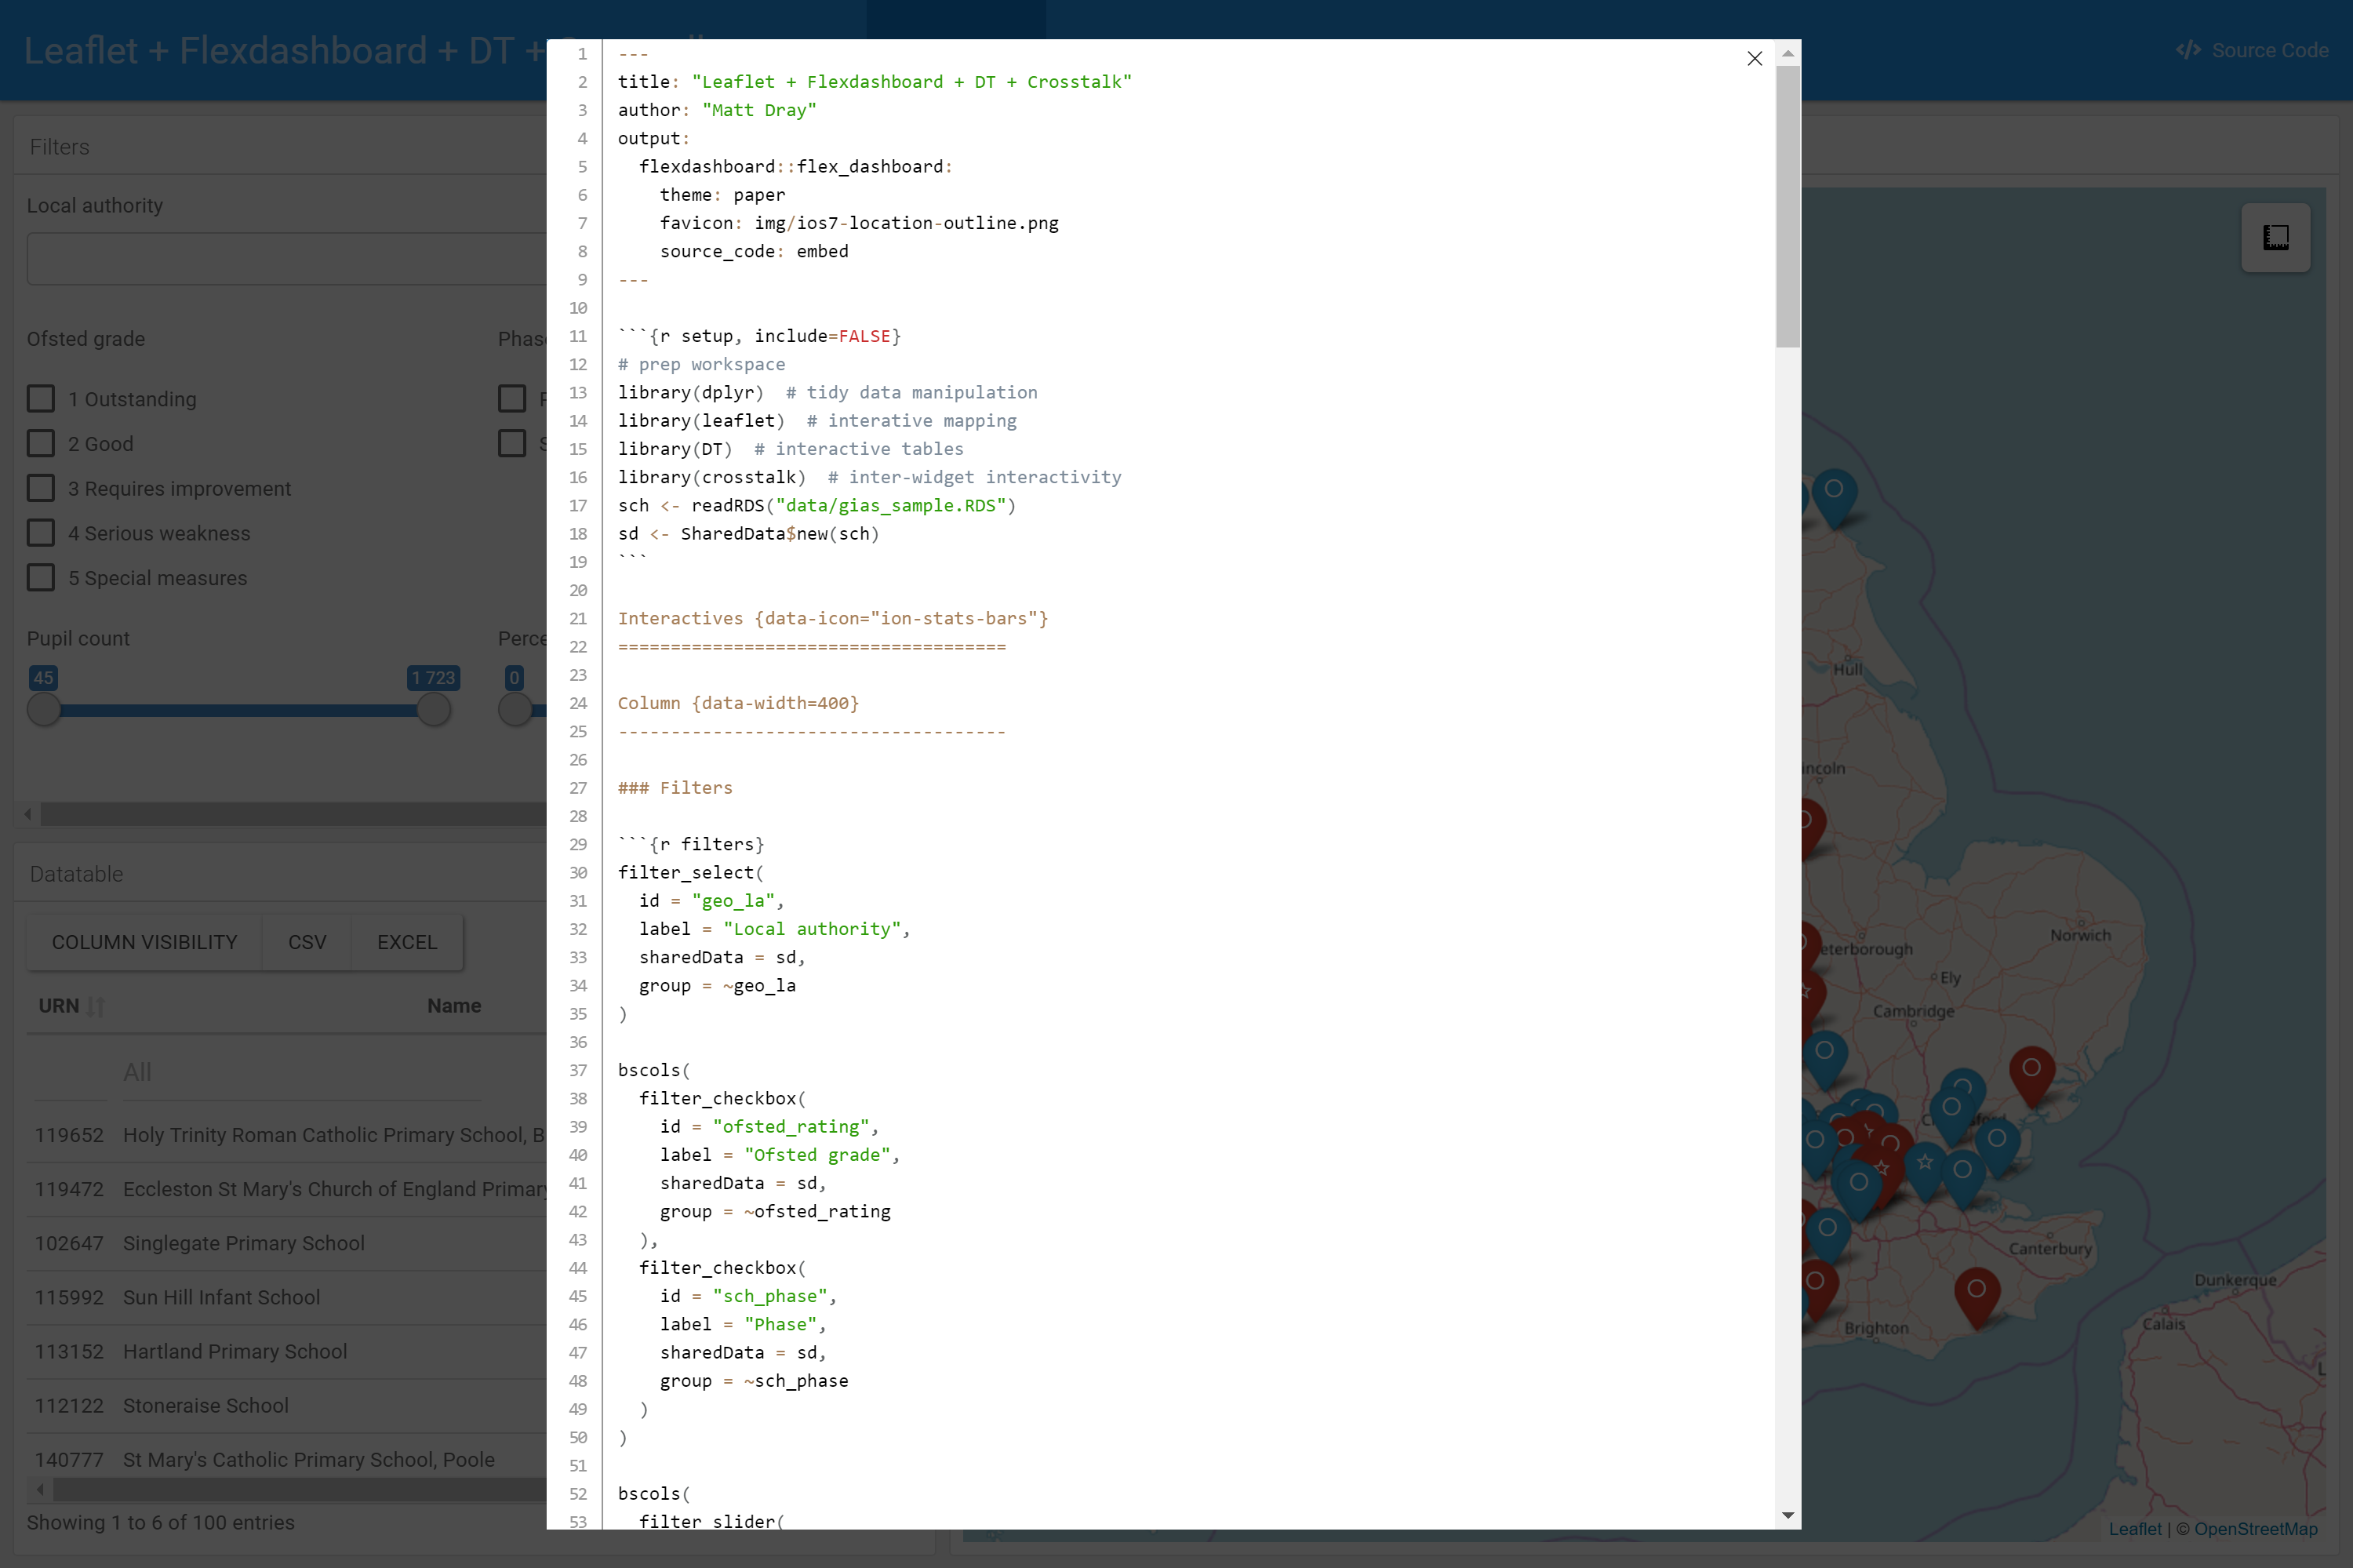 Leaflet + Flexdashboard + DT +
Source Code
Filters
Local authority
Ofsted grade
1 Outstanding
2 Good
3 Requires improvement
4 Serious weakness
5 Special measures
Pupil count
45
1 723
0
Datatable
COLUMN VISIBILITY
CSV
EXCEL
URN
Name
All
119652 Holy Trinity Roman Catholic Primary School, B
119472 Eccleston St Mary's Church of England Primary
102647 Singlegate Primary School
115992 Sun Hill Infant School
113152 Hartland Primary School
112122 Stoneraise School
140777 St Mary's Catholic Primary School, Poole
Showing 1 to 6 of 100 entries
1 ---
2 title: "Leaflet + Flexdashboard + DT + Crosstalk"
3 author: "Matt Dray"
4 output:
5   flexdashboard::flex_dashboard:
6     theme: paper
7     favicon: img/ios7-location-outline.png
8     source_code: embed
9 ---
10
11 ```{r setup, include=FALSE}
12 # prep workspace
13 library(dplyr)  # tidy data manipulation
14 library(leaflet)  # interative mapping
15 library(DT)  # interactive tables
16 library(crosstalk)  # inter-widget interactivity
17 sch <- readRDS("data/gias_sample.RDS")
18 sd <- SharedData$new(sch)
19 ```
20
21 Interactives {data-icon="ion-stats-bars"}
22 =====================================
23
24 Column {data-width=400}
25 -------------------------------------
26
27 ### Filters
28
29 ```{r filters}
30 filter_select(
31   id = "geo_la",
32   label = "Local authority",
33   sharedData = sd,
34   group = ~geo_la
35 )
36
37 bscols(
38   filter_checkbox(
39     id = "ofsted_rating",
40     label = "Ofsted grade",
41     sharedData = sd,
42     group = ~ofsted_rating
43   ),
44   filter_checkbox(
45     id = "sch_phase",
46     label = "Phase",
47     sharedData = sd,
48     group = ~sch_phase
49   )
50 )
51
52 bscols(
53   filter_slider(
Hull
Norwich
Ely
Cambridge
Canterbury
Dunkerque
Calais
Brighton
Leaflet | © OpenStreetMap